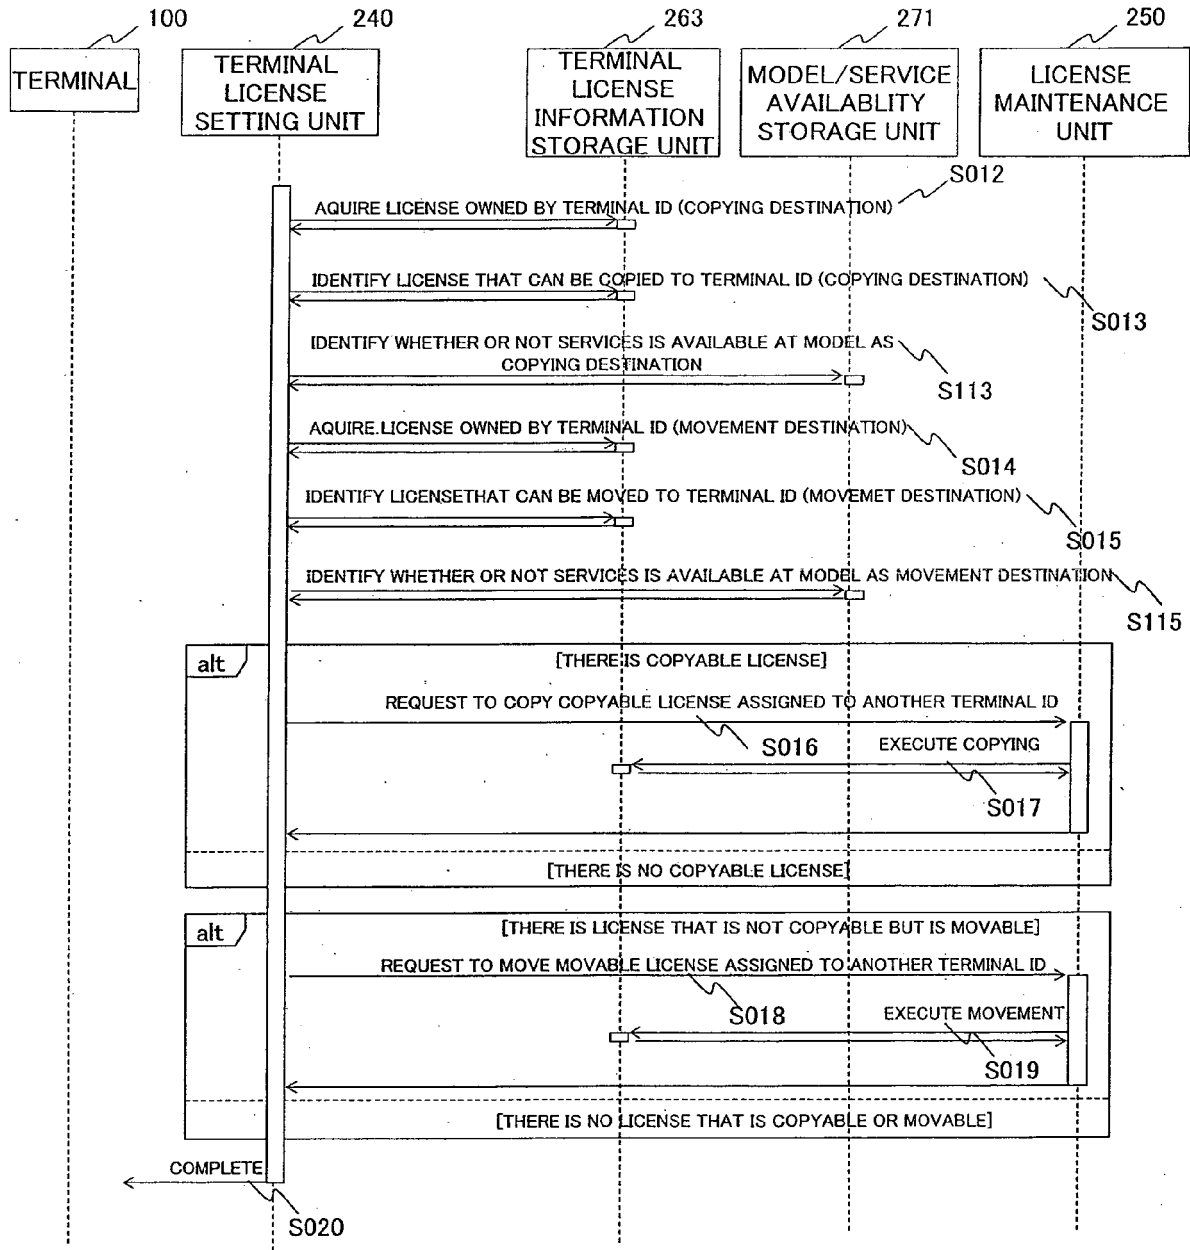 100
240
263
271
250
TERMINAL
TERMINAL
LICENSE
SETTING UNIT
TERMINAL
LICENSE
INFORMATION
STORAGE UNIT
MODEL/SERVICE
AVAILABLITY
STORAGE UNIT
LICENSE
MAINTENANCE
UNIT
S012
AQUIRE LICENSE OWNED BY TERMINAL ID (COPYING DESTINATION)
IDENTIFY LICENSE THAT CAN BE COPIED TO TERMINAL ID (COPYING DESTINATION)
S013
IDENTIFY WHETHER OR NOT SERVICES IS AVAILABLE AT MODEL AS
COPYING DESTINATION
S113
AQUIRE.LICENSE OWNED BY TERMINAL ID (MOVEMENT DESTINATION)
S014
IDENTIFY LICENSETHAT CAN BE MOVED TO TERMINAL ID (MOVEMET DESTINATION)
S015
IDENTIFY WHETHER OR NOT SERVICES IS AVAILABLE AT MODEL AS MOVEMENT DESTINATION
S115
alt
[THERE IS COPYABLE LICENSE]
REQUEST TO COPY COPYABLE LICENSE ASSIGNED TO ANOTHER TERMINAL ID
S016
EXECUTE COPYING
S017
[THERE IS NO COPYABLE LICENSE]
alt
[THERE IS LICENSE THAT IS NOT COPYABLE BUT IS MOVABLE]
REQUEST TO MOVE MOVABLE LICENSE ASSIGNED TO ANOTHER TERMINAL ID
S018
EXECUTE MOVEMENT
S019
[THERE IS NO LICENSE THAT IS COPYABLE OR MOVABLE]
COMPLETE
S020